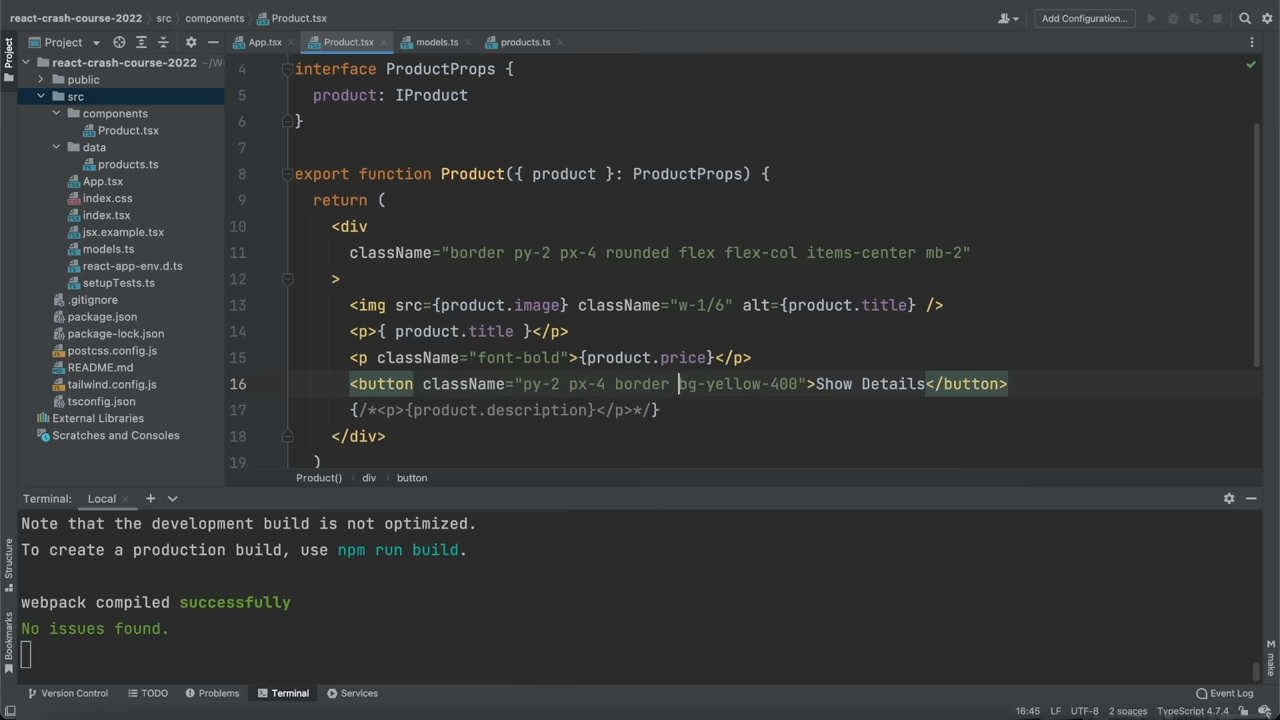 react-crash-course-2022 src components Product.tsx Add Configuration...
Project Project App.tsx Product.tsx models.ts products.ts
react-crash-course-2022
public
src
components
Product.tsx
data
products.ts
App.tsx
index.css
index.tsx
jsx.example.tsx
models.ts
react-app-env.d.ts
setupTests.ts
.gitignore
package.json
package-lock.json
postcss.config.js
README.md
tailwind.config.js
tsconfig.json
External Libraries
Scratches and Consoles
4 interface ProductProps {
5 product: IProduct
6 }
7
8 export function Product({ product }: ProductProps) {
9 return (
10 <div
11 className="border py-2 px-4 rounded flex flex-col items-center mb-2"
12 >
13 <img src={product.image} className="w-1/6" alt={product.title} />
14 <p>{ product.title }</p>
15 <p className="font-bold">{product.price}</p>
16 <button className="py-2 px-4 border bg-yellow-400">Show Details</button>
17 {/*<p>{product.description}</p>*/}
18 </div>
19 )
Product() div button
Terminal: Local
Note that the development build is not optimized.
To create a production build, use npm run build.
webpack compiled successfully
No issues found.
Structure
Bookmarks
make
Version Control TODO Problems Terminal Services Event Log
16:45 LF UTF-8 2 spaces TypeScript 4.7.4